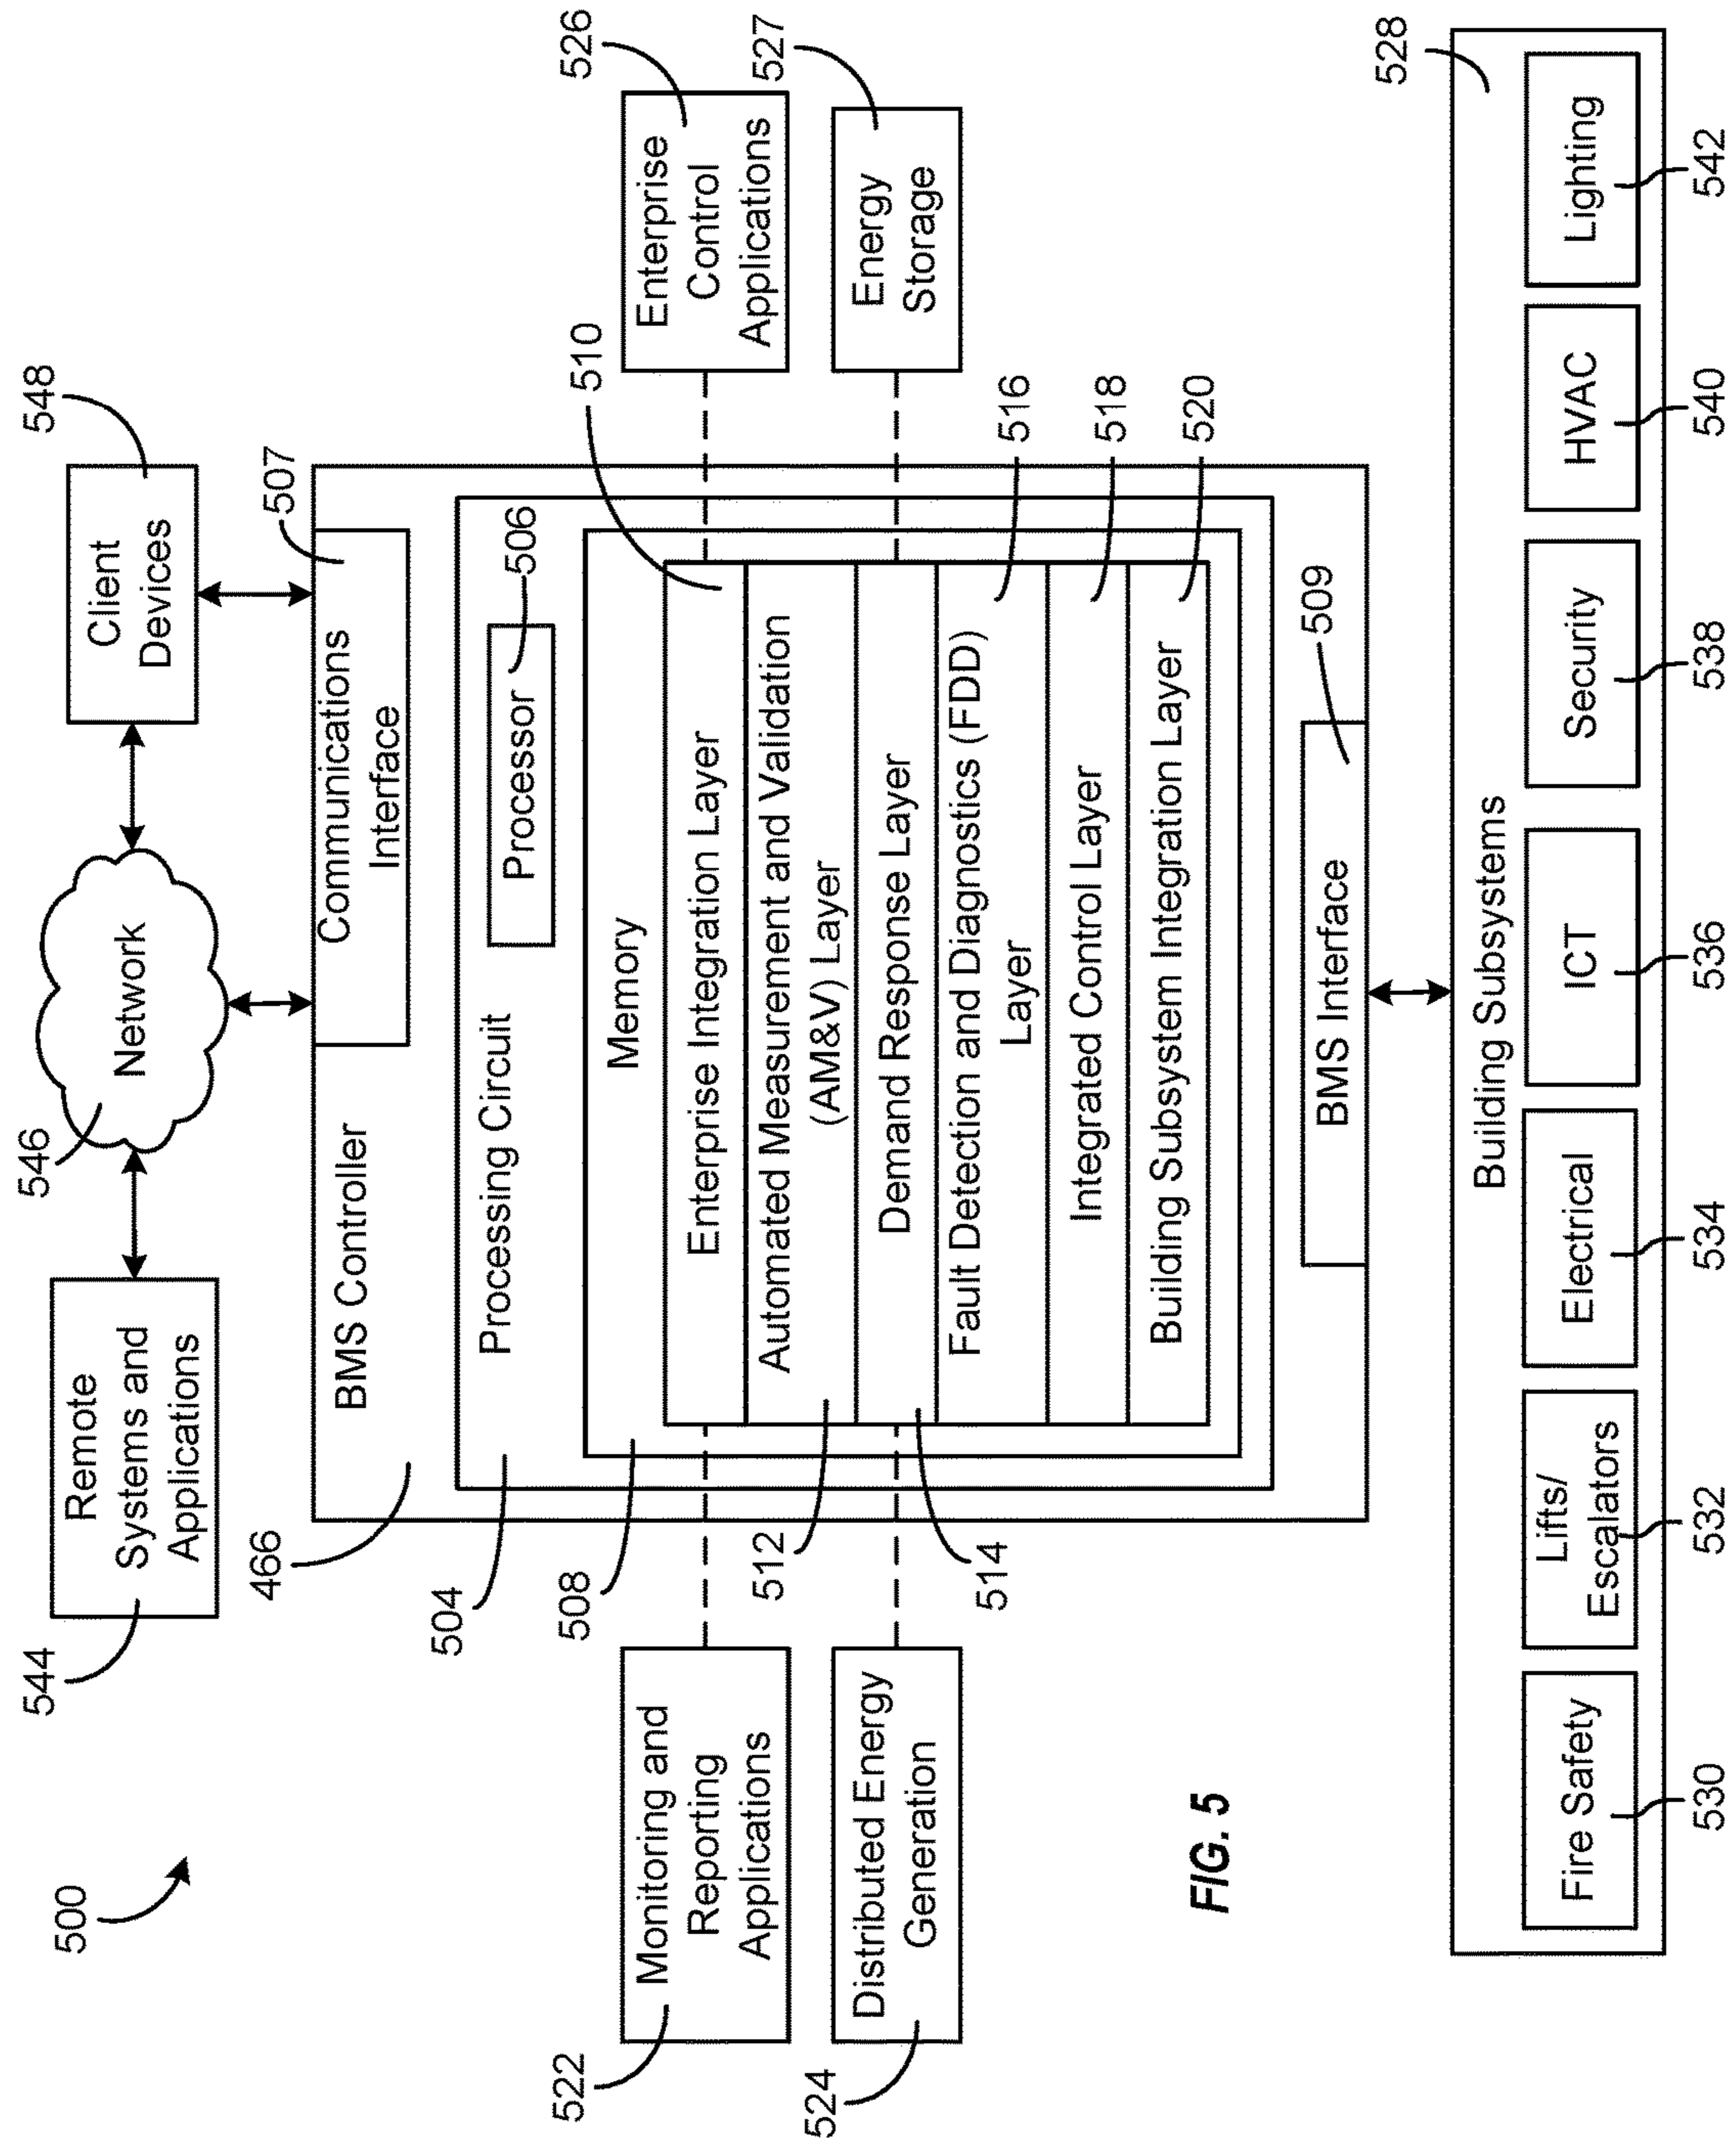 500
544
Remote
Systems and
Applications
546
Network
548
Client
Devices
466
BMS Controller
507
Communications
Interface
504
Processing Circuit
506
Processor
508
Memory
510
Enterprise Integration Layer
Automated Measurement and Validation
(AM&V) Layer
512
Demand Response Layer
514
Fault Detection and Diagnostics (FDD)
Layer
516
Integrated Control Layer
518
Building Subsystem Integration Layer
520
522
Monitoring and
Reporting
Applications
524
Distributed Energy
Generation
526
Enterprise
Control
Applications
527
Energy
Storage
BMS Interface
509
FIG. 5
528
Building Subsystems
Fire Safety
Lifts/
Escalators
Electrical
ICT
Security
HVAC
Lighting
530
532
534
536
538
540
542